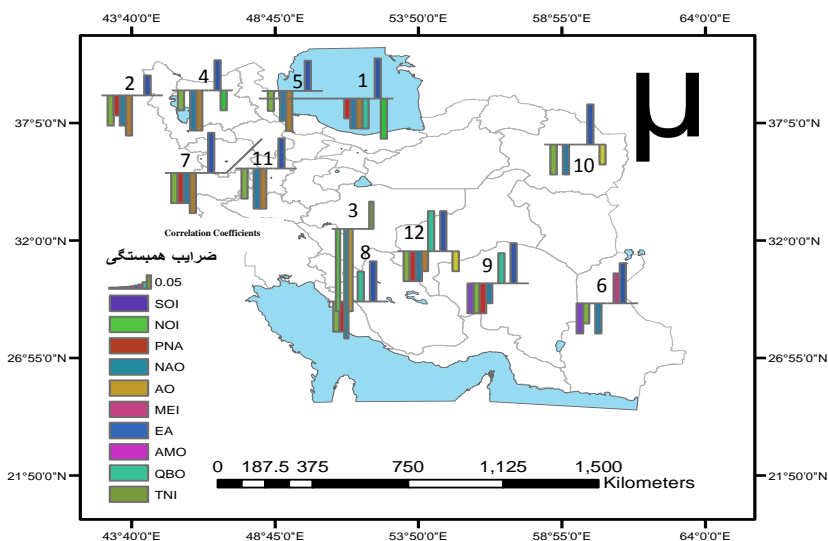 43°40'0"E 48°45'0"E 53°50'0"E 58°55'0"E 64°0'0"E
µ
5
4
1
2
37°5'0"N 37°5'0"N
11
10
7
3
Correlation Coefficients
12
32°0'0"N 32°0'0"N
8
ضرایب همبستگی
9
0.05
6
SOI
NOI
PNA
26°55'0"N 26°55'0"N
NAO
AO
MEI
EA
AMO
0 187.5 375 750 1,125 1,500
QBO
Kilometers
21°50'0"N 21°50'0"N
TNI
43°40'0"E 48°45'0"E 53°50'0"E 58°55'0"E 64°0'0"E